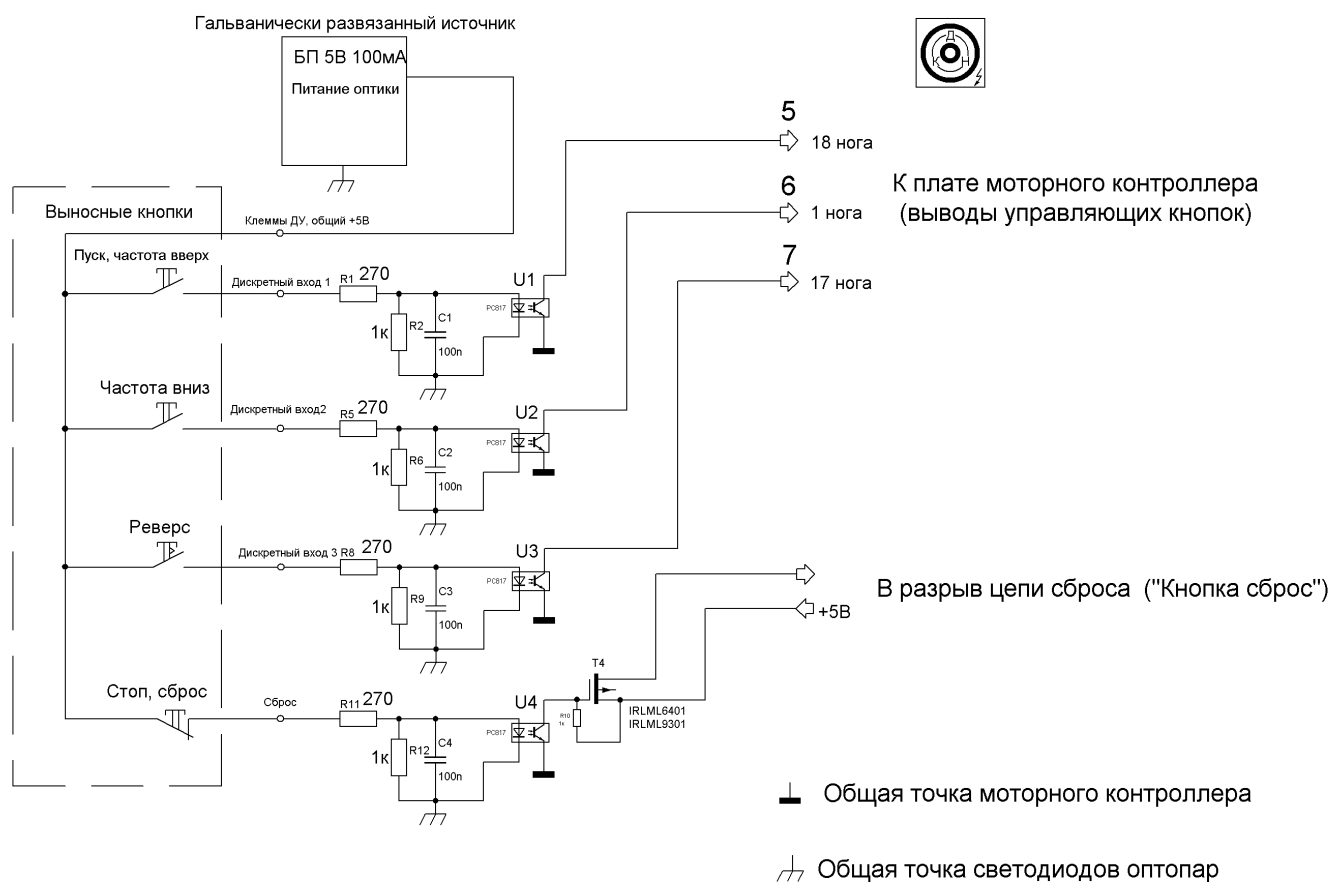 Гальванически развязанный источник
БП 5В 100мА
Питание оптики
Д
К Н
5
18 нога
6
1 нога
7
17 нога
К плате моторного контроллера
(выводы управляющих кнопок)
Выносные кнопки
Клеммы ДУ, общий +5В
Пуск, частота вверх
Дискретный вход 1
R1 270
U1
PC817
1к
R2
C1
100n
Частота вниз
Дискретный вход2
R5 270
U2
PC817
1к
R6
C2
100n
Реверс
Дискретный вход 3
R8 270
U3
PC817
1к
R9
C3
100n
В разрыв цепи сброса ("Кнопка сброс")
+5В
Стоп, сброс
Сброс
R11 270
U4
PC817
1к
R12
C4
100n
T4
R10
1к
IRLML6401
IRLML9301
Общая точка моторного контроллера
Общая точка светодиодов оптопар